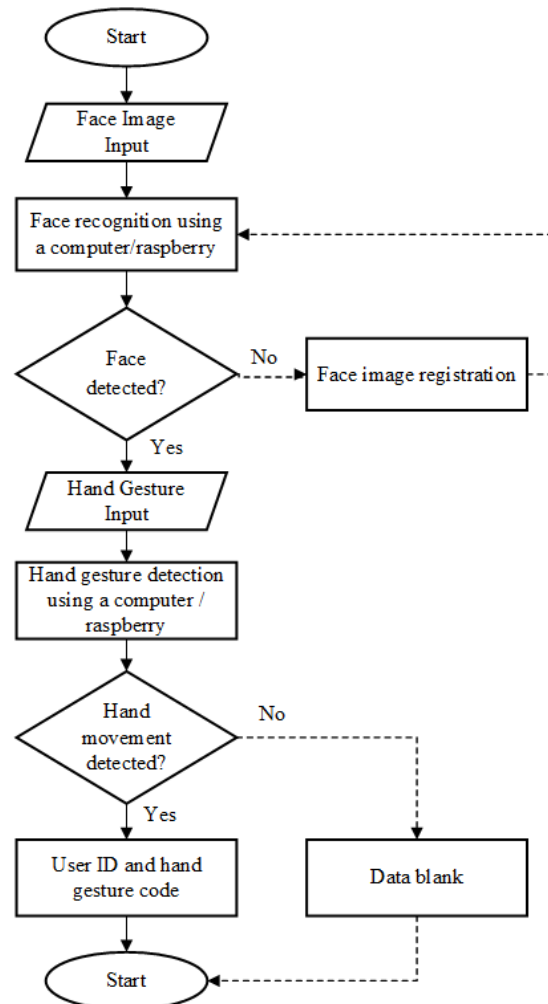 Start
Face Image
Input
Face recognition using
a computer/raspberry
Face
detected?
No
Face image registration
Yes
Hand Gesture
Input
Hand gesture detection
using a computer /
raspberry
Hand
movement
detected?
No
Yes
User ID and hand
gesture code
Data blank
Start